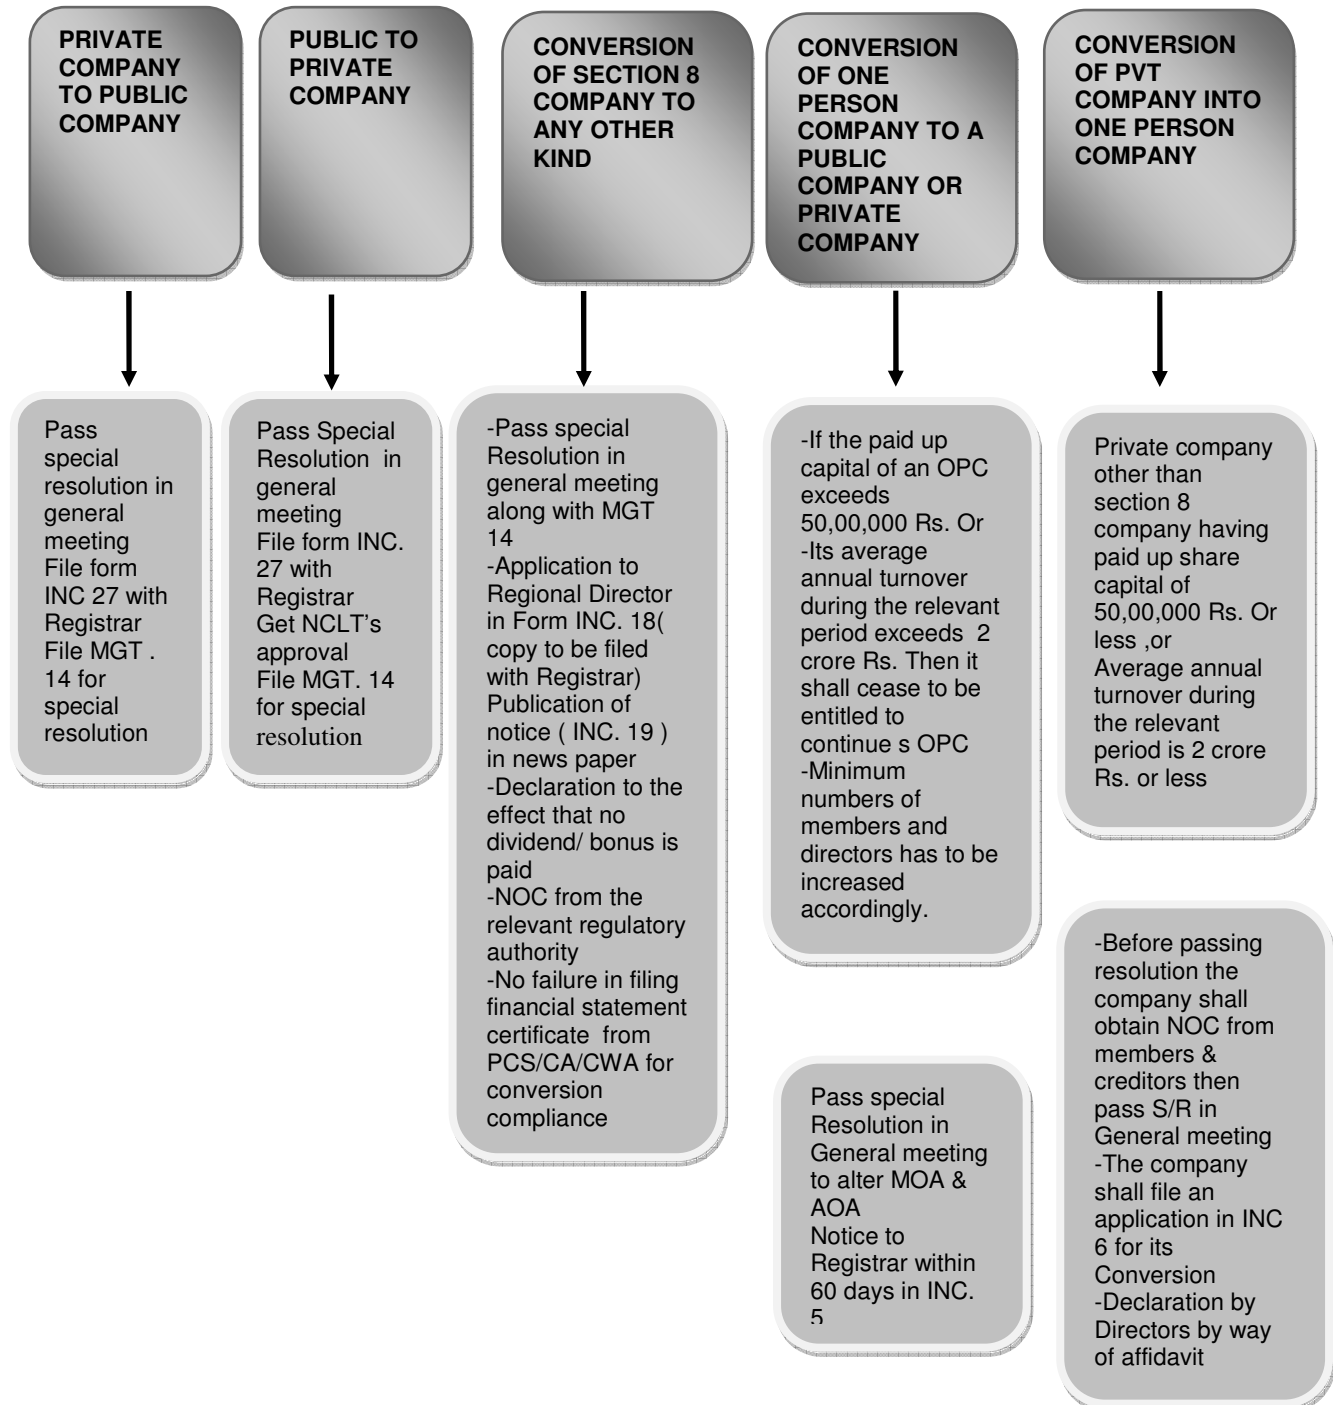 PRIVATE
COMPANY
TO PUBLIC
COMPANY
PUBLIC TO
PRIVATE
COMPANY
CONVERSION
OF SECTION 8
COMPANY TO
ANY OTHER
KIND
CONVERSION
OF ONE
PERSON
COMPANY TO A
PUBLIC
COMPANY OR
PRIVATE
COMPANY
CONVERSION
OF PVT
COMPANY INTO
ONE PERSON
COMPANY
Pass
special
resolution in
general
meeting
File form
INC 27 with
Registrar
File MGT .
14 for
special
resolution
Pass Special
Resolution in
general
meeting
File form INC.
27 with
Registrar
Get NCLT's
approval
File MGT. 14
for special
resolution
-Pass special
Resolution in
general meeting
along with MGT
14
-Application to
Regional Director
in Form INC. 18(
copy to be filed
with Registrar)
Publication of
notice ( INC. 19 )
in news paper
-Declaration to the
effect that no
dividend/ bonus is
paid
-NOC from the
relevant regulatory
authority
-No failure in filing
financial statement
certificate from
PCS/CA/CWA for
conversion
compliance
-If the paid up
capital of an OPC
exceeds
50,00,000 Rs. Or
-Its average
annual turnover
during the relevant
period exceeds 2
crore Rs. Then it
shall cease to be
entitled to
continue s OPC
-Minimum
numbers of
members and
directors has to be
increased
accordingly.
Pass special
Resolution in
General meeting
to alter MOA &
AOA
Notice to
Registrar within
60 days in INC.
5
Private company
other than
section 8
company having
paid up share
capital of
50,00,000 Rs. Or
less ,or
Average annual
turnover during
the relevant
period is 2 crore
Rs. or less
-Before passing
resolution the
company shall
obtain NOC from
members &
creditors then
pass S/R in
General meeting
-The company
shall file an
application in INC
6 for its
Conversion
-Declaration by
Directors by way
of affidavit